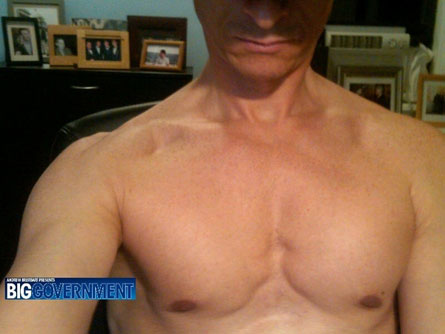 ANDREW BREITBART PRESENTS
BIGGOVERNMENT